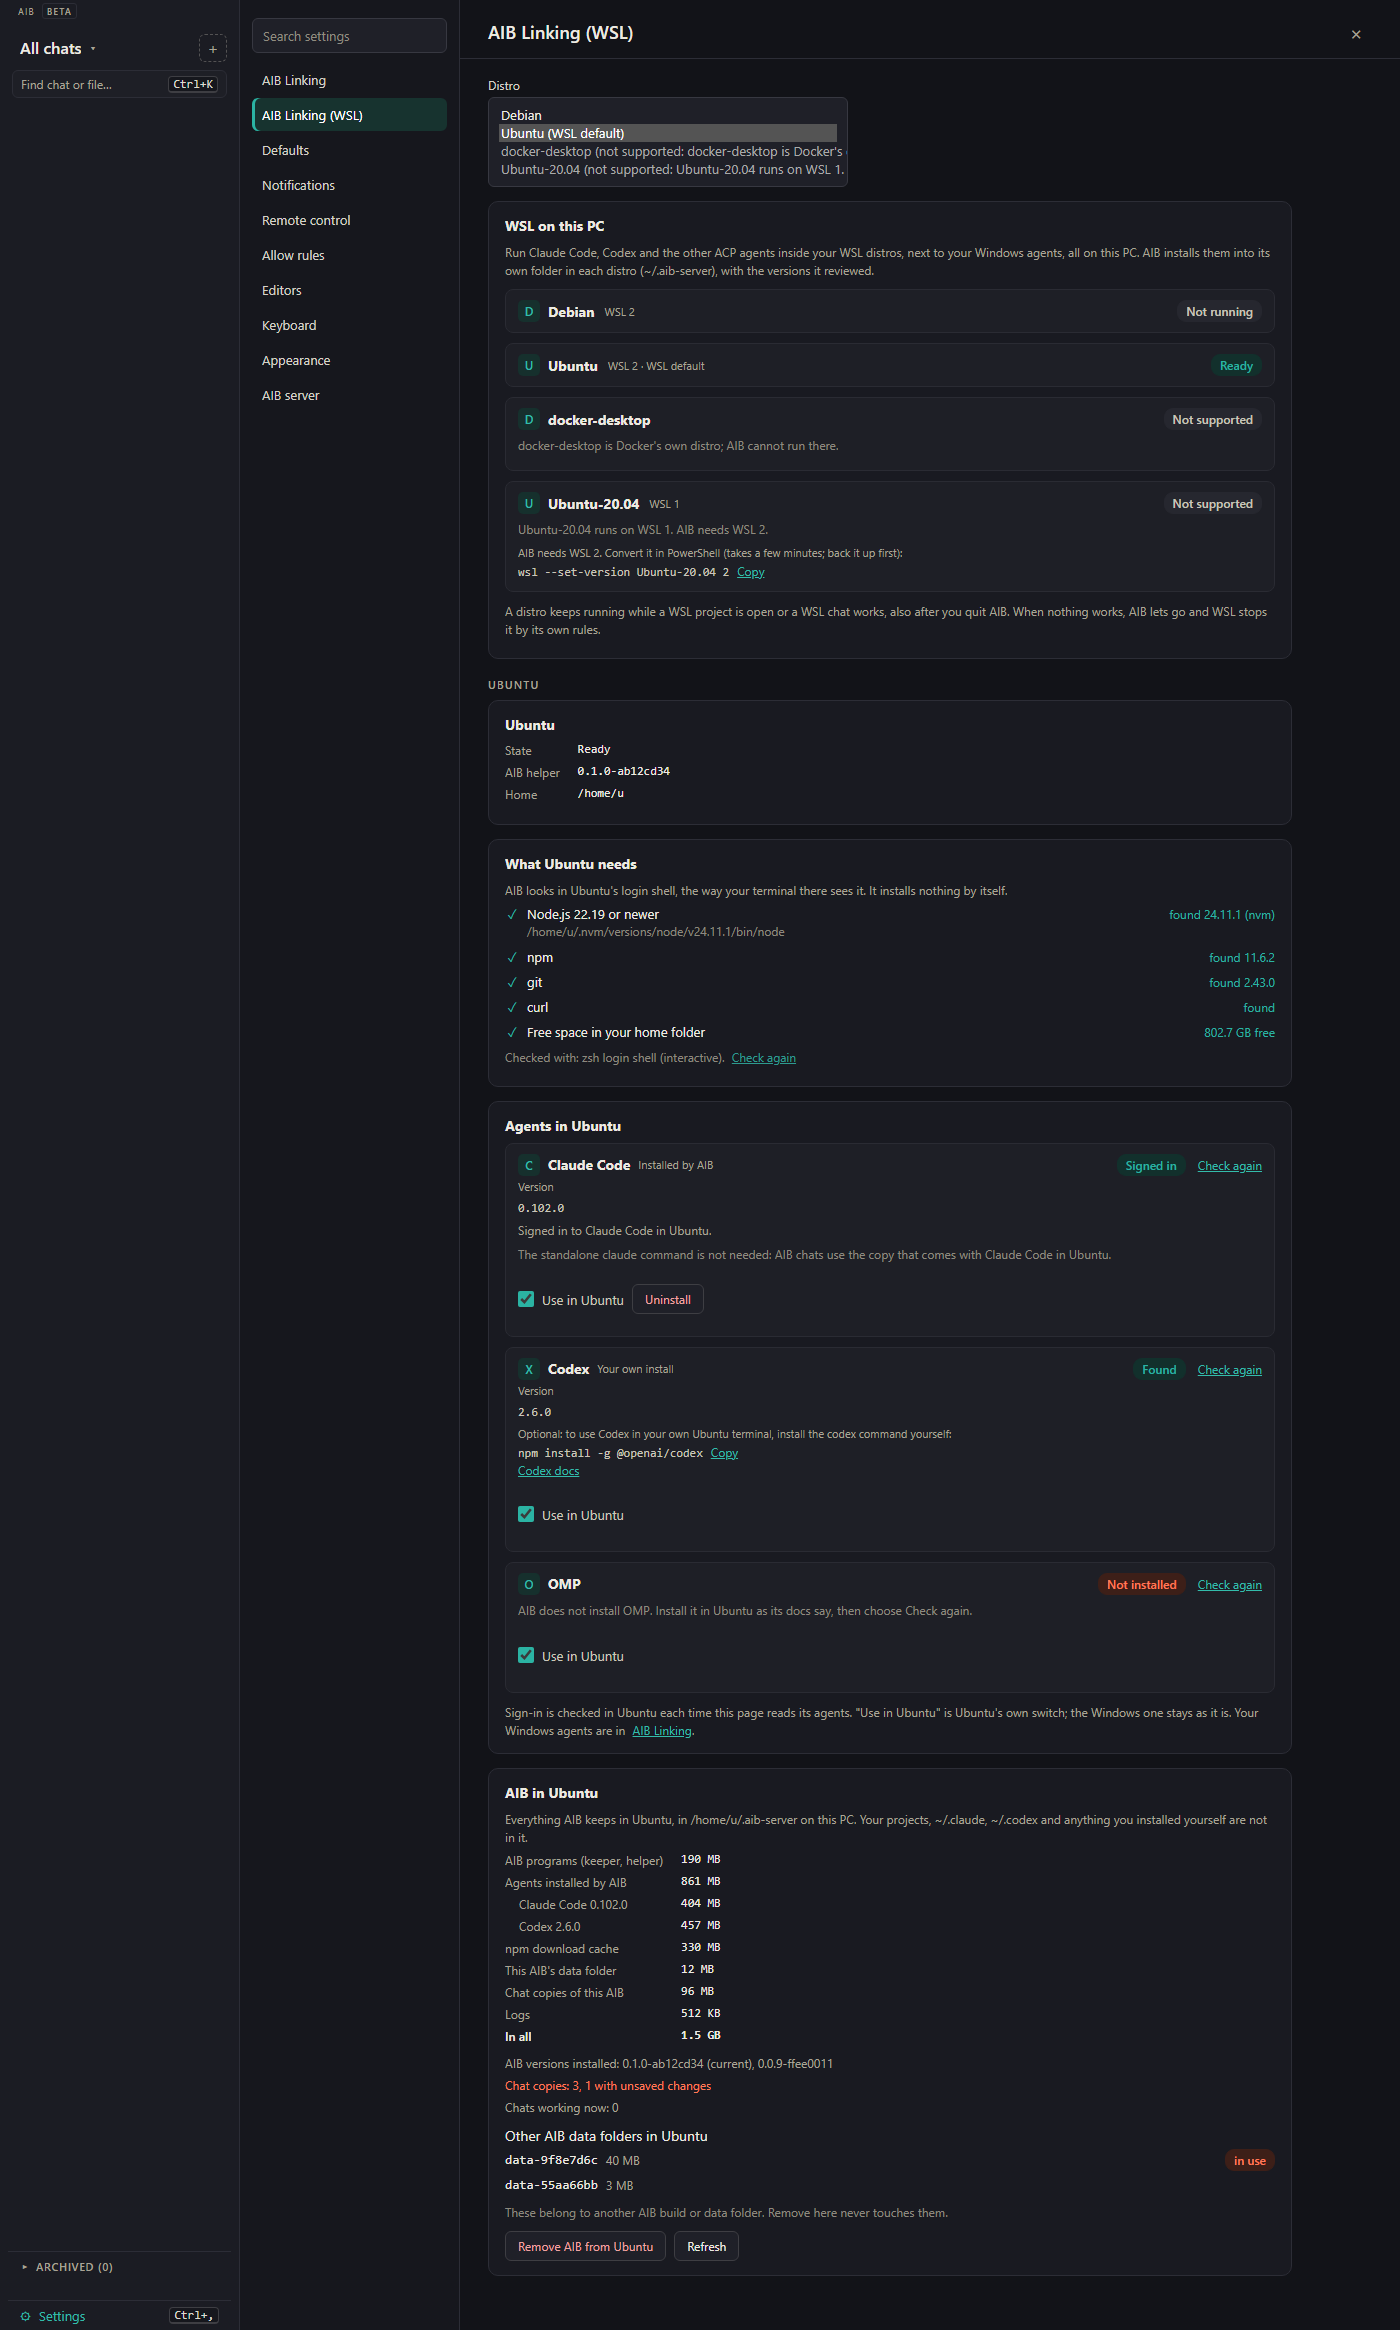 AIB BETA
All chats
+
Find chat or file... Ctrl+K
ARCHIVED (0)
Settings Ctrl+,
Search settings
AIB Linking
AIB Linking (WSL)
Defaults
Notifications
Remote control
Allow rules
Editors
Keyboard
Appearance
AIB server
AIB Linking (WSL)
Distro
Debian
Ubuntu (WSL default)
docker-desktop (not supported: docker-desktop is Docker's
Ubuntu-20.04 (not supported: Ubuntu-20.04 runs on WSL 1.
WSL on this PC
Run Claude Code, Codex and the other ACP agents inside your WSL distros, next to your Windows agents, all on this PC. AIB installs them into its
own folder in each distro (~/.aib-server), with the versions it reviewed.
D Debian WSL 2 Not running
U Ubuntu WSL 2 · WSL default Ready
D docker-desktop Not supported
docker-desktop is Docker's own distro; AIB cannot run there.
U Ubuntu-20.04 WSL 1 Not supported
Ubuntu-20.04 runs on WSL 1. AIB needs WSL 2.
AIB needs WSL 2. Convert it in PowerShell (takes a few minutes; back it up first):
wsl --set-version Ubuntu-20.04 2 Copy
A distro keeps running while a WSL project is open or a WSL chat works, also after you quit AIB. When nothing works, AIB lets go and WSL stops
it by its own rules.
UBUNTU
Ubuntu
State Ready
AIB helper 0.1.0-ab12cd34
Home /home/u
What Ubuntu needs
AIB looks in Ubuntu's login shell, the way your terminal there sees it. It installs nothing by itself.
✓ Node.js 22.19 or newer found 24.11.1 (nvm)
/home/u/.nvm/versions/node/v24.11.1/bin/node
✓ npm found 11.6.2
✓ git found 2.43.0
✓ curl found
✓ Free space in your home folder 802.7 GB free
Checked with: zsh login shell (interactive). Check again
Agents in Ubuntu
C Claude Code Installed by AIB Signed in Check again
Version
0.102.0
Signed in to Claude Code in Ubuntu.
The standalone claude command is not needed: AIB chats use the copy that comes with Claude Code in Ubuntu.
Use in Ubuntu Uninstall
X Codex Your own install Found Check again
Version
2.6.0
Optional: to use Codex in your own Ubuntu terminal, install the codex command yourself:
npm install -g @openai/codex Copy
Codex docs
Use in Ubuntu
O OMP Not installed Check again
AIB does not install OMP. Install it in Ubuntu as its docs say, then choose Check again.
Use in Ubuntu
Sign-in is checked in Ubuntu each time this page reads its agents. "Use in Ubuntu" is Ubuntu's own switch; the Windows one stays as it is. Your
Windows agents are in AIB Linking.
AIB in Ubuntu
Everything AIB keeps in Ubuntu, in /home/u/.aib-server on this PC. Your projects, ~/.claude, ~/.codex and anything you installed yourself are not
in it.
AIB programs (keeper, helper) 190 MB
Agents installed by AIB 861 MB
Claude Code 0.102.0 404 MB
Codex 2.6.0 457 MB
npm download cache 330 MB
This AIB's data folder 12 MB
Chat copies of this AIB 96 MB
Logs 512 KB
In all 1.5 GB
AIB versions installed: 0.1.0-ab12cd34 (current), 0.0.9-ffee0011
Chat copies: 3, 1 with unsaved changes
Chats working now: 0
Other AIB data folders in Ubuntu
data-9f8e7d6c 40 MB in use
data-55aa66bb 3 MB
These belong to another AIB build or data folder. Remove here never touches them.
Remove AIB from Ubuntu Refresh